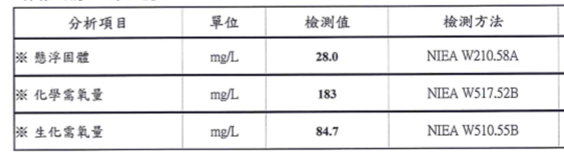 分析項目 單位 檢測值 檢測方法
※ 懸浮固體 mg/L 28.0 NIEA W210.58A
※ 化學需氧量 mg/L 183 NIEA W517.52B
※ 生化需氧量 mg/L 84.7 NIEA W510.55B